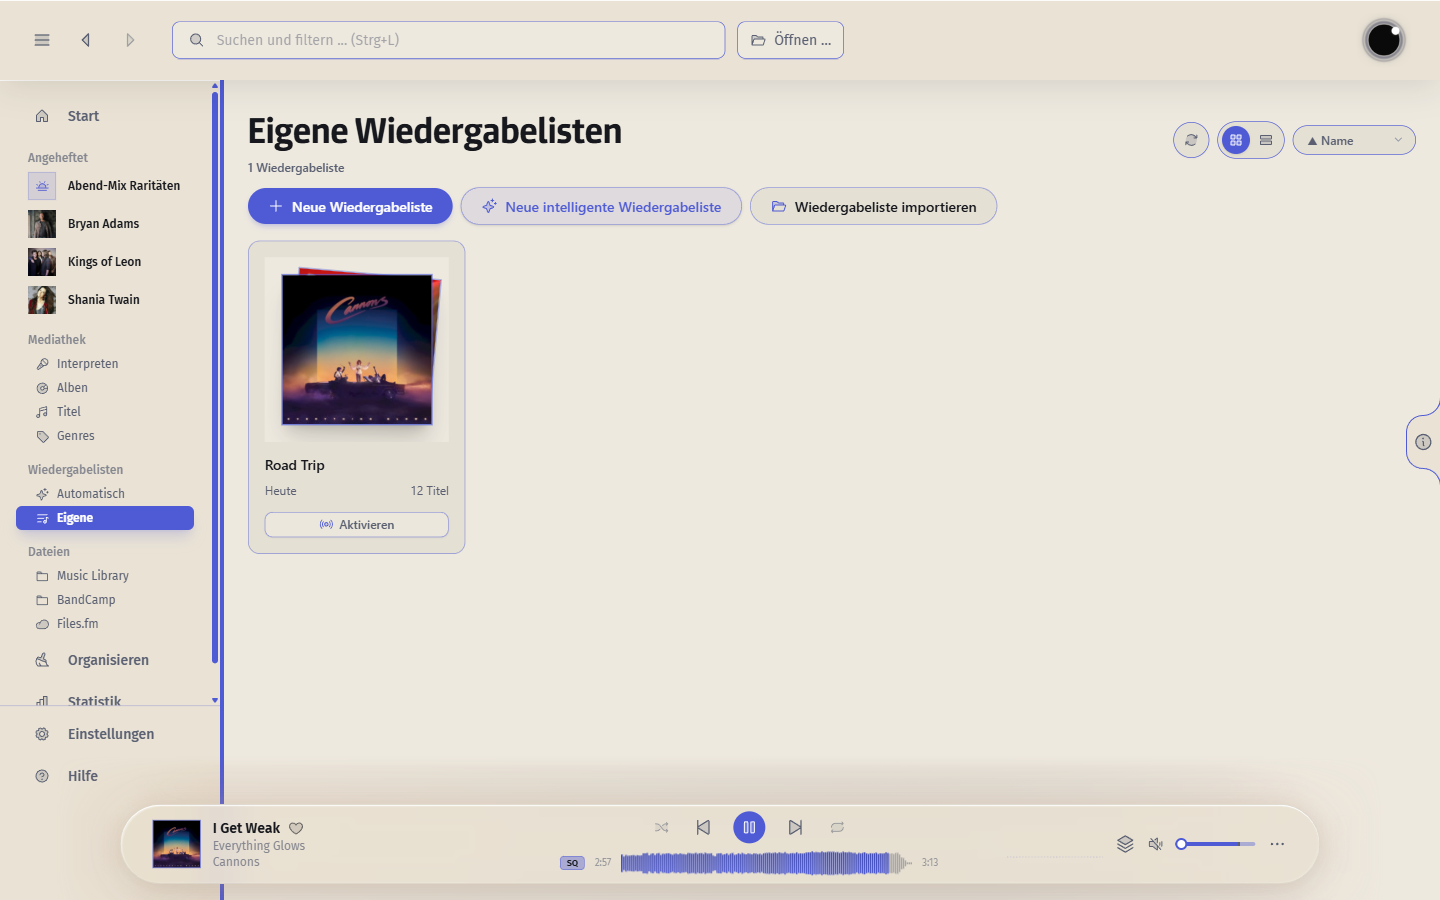 Suchen und filtern ... (Strg+L)
Öffnen ...
Start
Angeheftet
Abend-Mix Raritäten
Bryan Adams
Kings of Leon
Shania Twain
Mediathek
Interpreten
Alben
Titel
Genres
Wiedergabelisten
Automatisch
Eigene
Dateien
Music Library
BandCamp
Files.fm
Organisieren
Statistik
Einstellungen
Hilfe
Eigene Wiedergabelisten
1 Wiedergabeliste
▲ Name
Neue Wiedergabeliste
Neue intelligente Wiedergabeliste
Wiedergabeliste importieren
Cannons
Road Trip
Heute 12 Titel
Aktivieren
I Get Weak
Everything Glows
Cannons
SQ 2:57 3:13